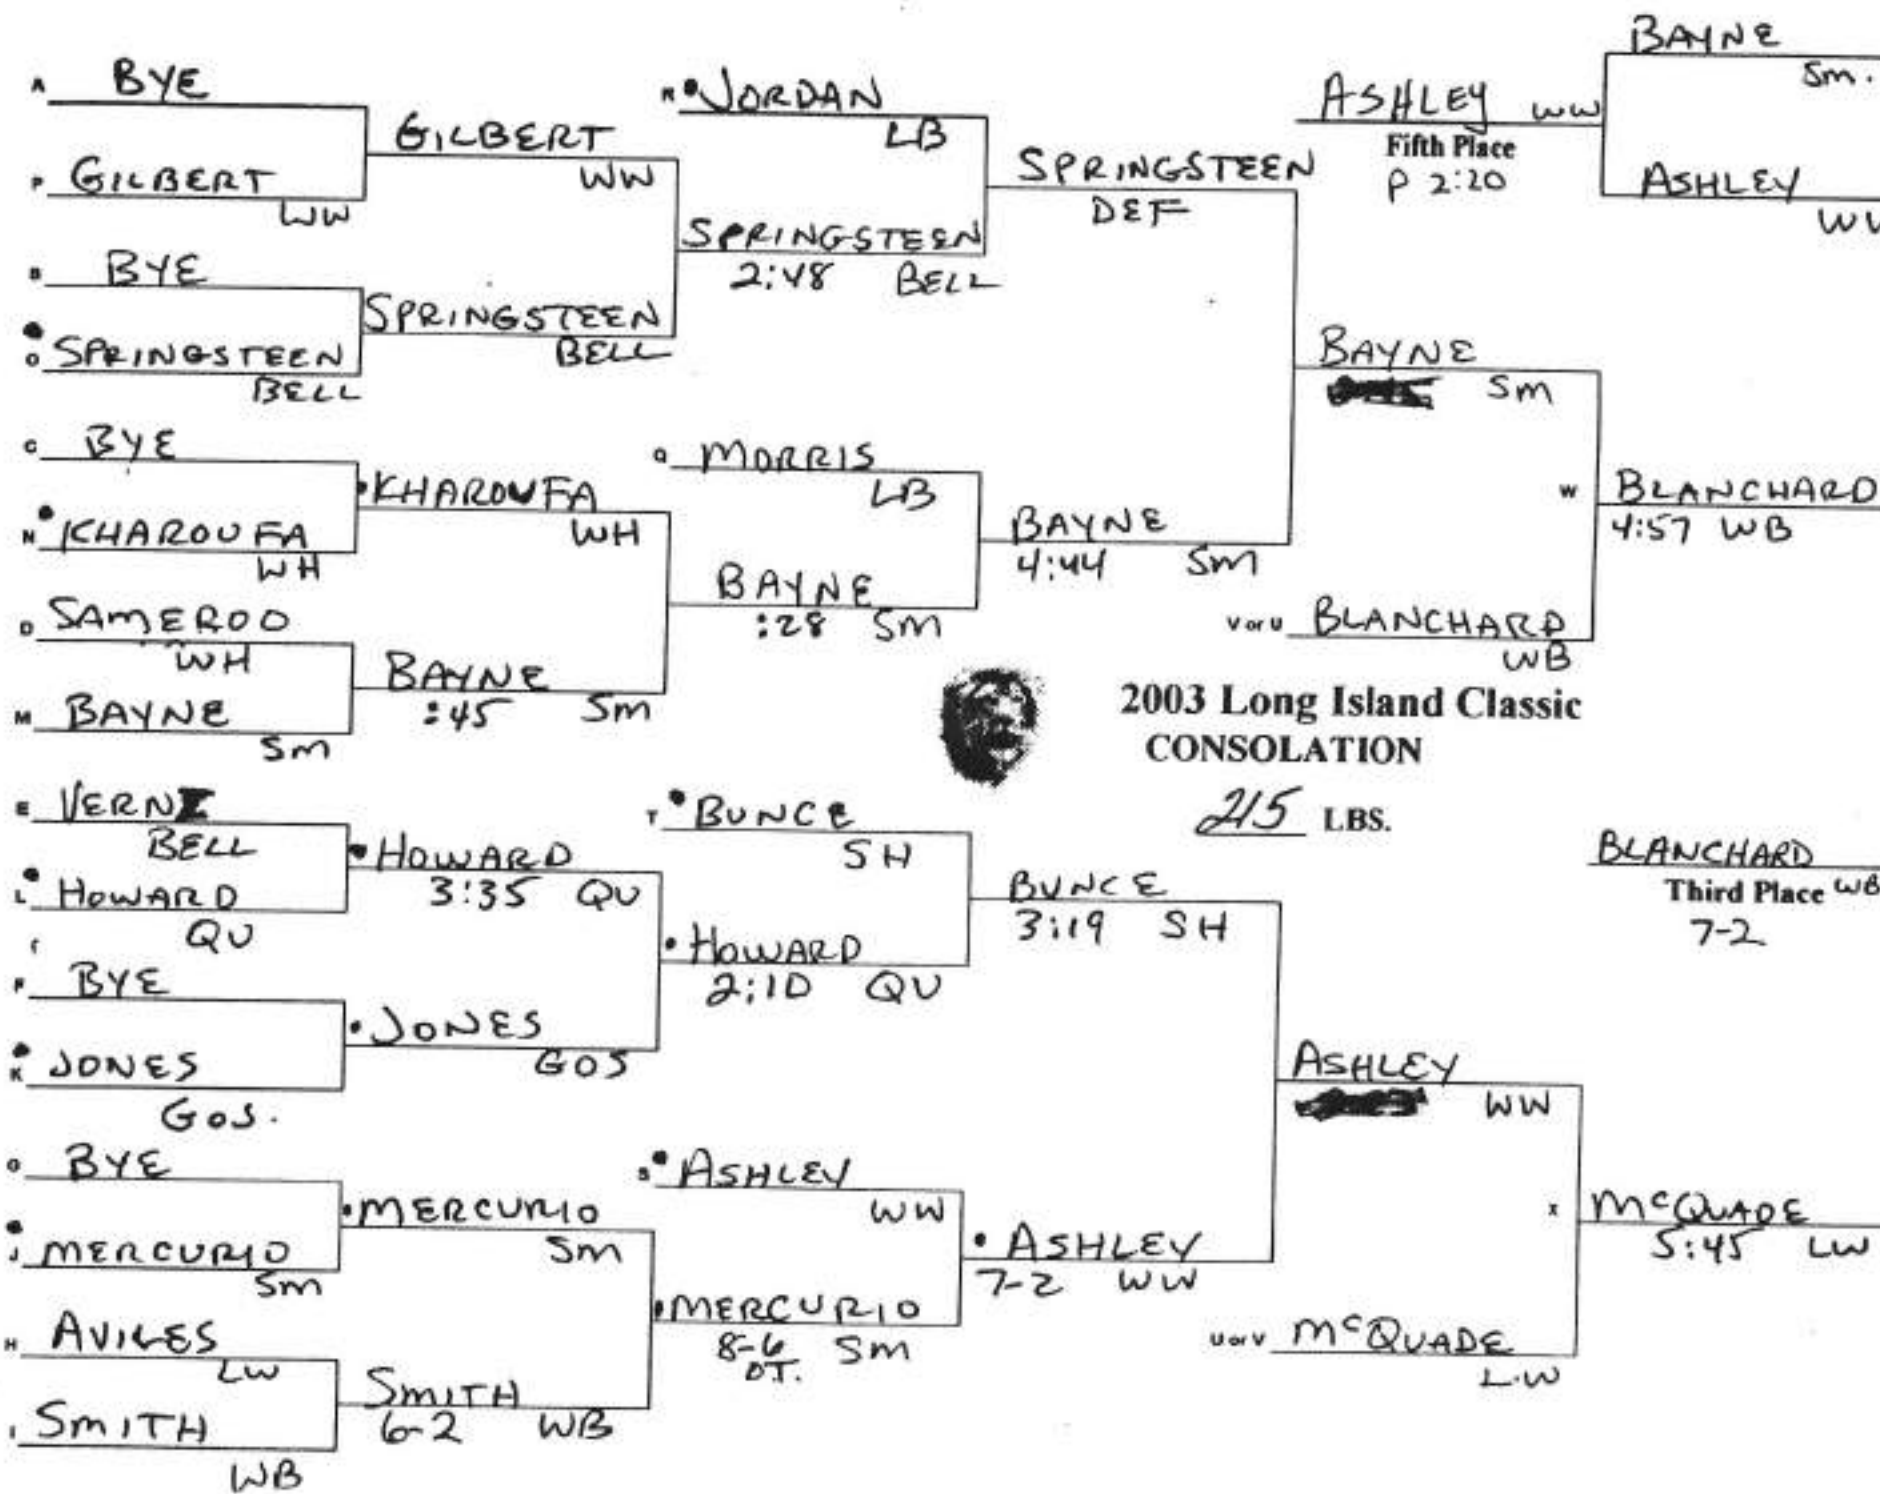 A BYE
P GILBERT
WW
B BYE
O SPRINGSTEEN
BELL
C BYE
N KHAROUFA
WH
D SAMEROO
WH
M BAYNE
Sm
E VERNI
BELL
L HOWARD
QU
F
F BYE
K JONES
GOS.
G BYE
J MERCURIO
Sm
H AVILES
LW
I SMITH
WB
GILBERT
WW
SPRINGSTEEN
BELL
KHAROUFA
WH
BAYNE
:45 Sm
HOWARD
3:35 QU
JONES
GOS
MERCURIO
Sm
SMITH
6-2 WB
R JORDAN
LB
SPRINGSTEEN
2:48 BELL
Q MORRIS
LB
BAYNE
:28 Sm
T BUNCE
SH
HOWARD
2:10 QU
S ASHLEY
WW
MERCURIO
8-6 Sm
OT.
SPRINGSTEEN
DEF
BAYNE
4:44 Sm
BUNCE
3:19 SH
ASHLEY
7-2 WW
BAYNE
Sm
V or U BLANCHARD
WB
ASHLEY
WW
U or V McQUADE
L.W
W BLANCHARD
4:57 WB
X McQUADE
5:45 LW
2003 Long Island Classic
CONSOLATION
215 LBS.
BAYNE
Sm.
ASHLEY
ASHLEY WW
Fifth Place
P 2:20
BLANCHARD
Third Place WB
7-2